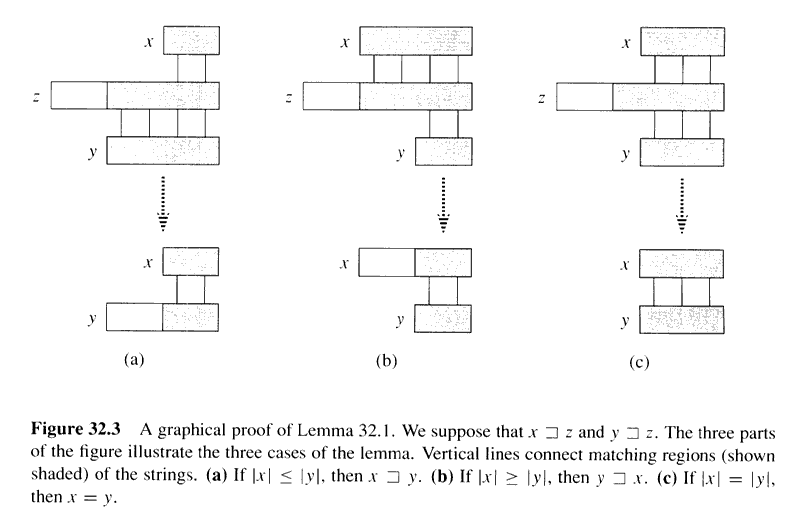 x x x
z z z
y y y
x x x
y y y
(a) (b) (c)
Figure 32.3 A graphical proof of Lemma 32.1. We suppose that x ⊐ z and y ⊐ z. The three parts
of the figure illustrate the three cases of the lemma. Vertical lines connect matching regions (shown
shaded) of the strings. (a) If |x| ≤ |y|, then x ⊐ y. (b) If |x| ≥ |y|, then y ⊐ x. (c) If |x| = |y|,
then x = y.